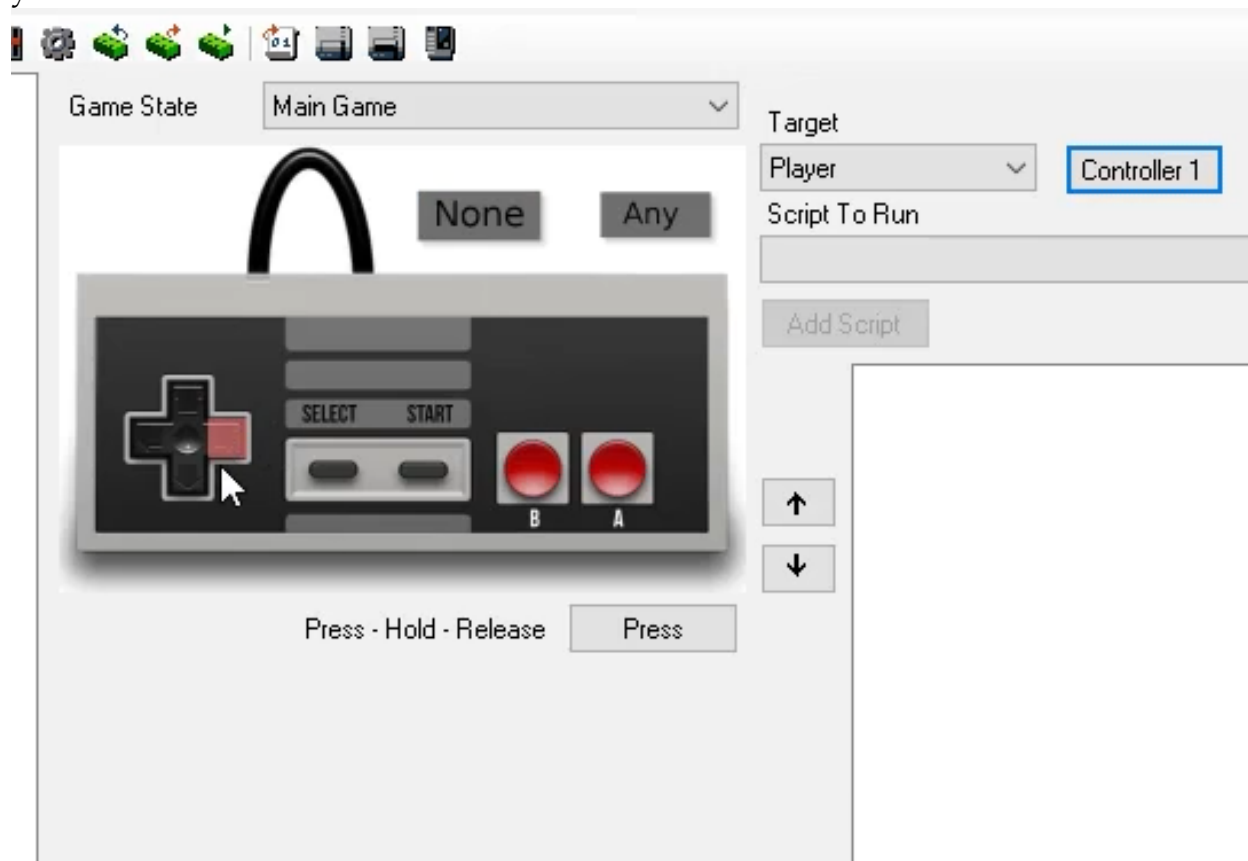 Game State
Main Game
Target
Player
Controller 1
Script To Run
Add Script
None
Any
SELECT START
B A
Press - Hold - Release
Press